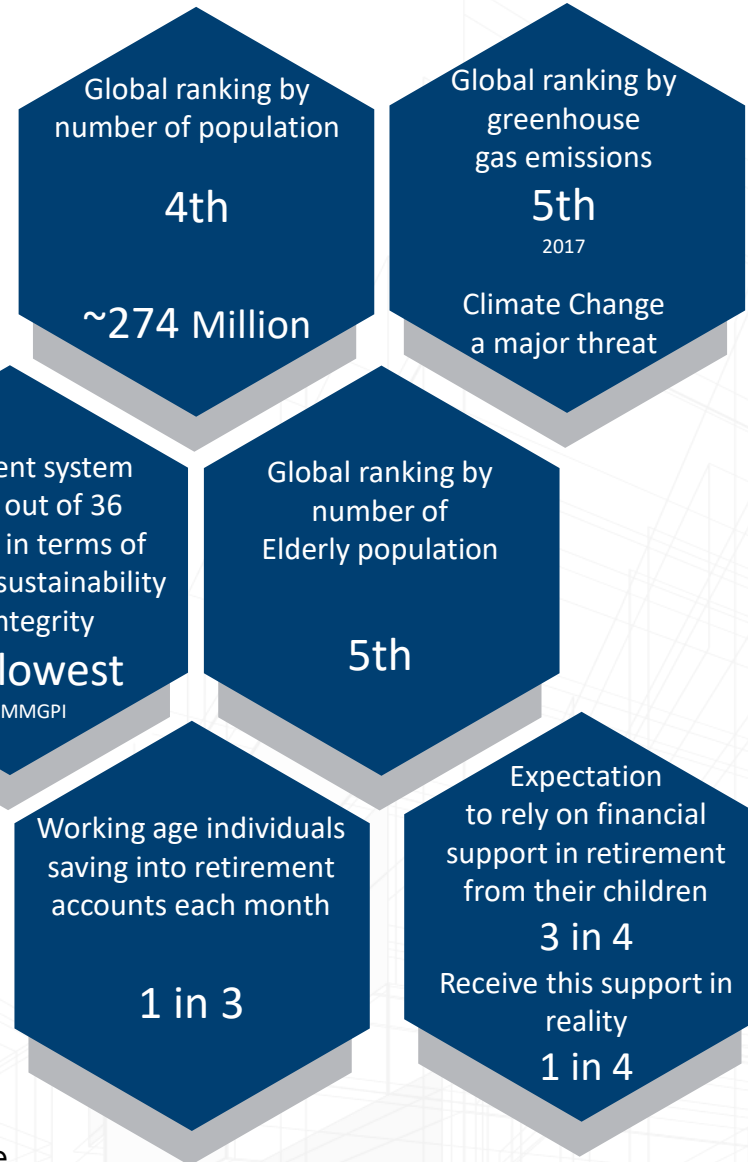 Global ranking by
number of population
4th
~274 Million
Global ranking by
greenhouse
gas emissions
5th
2017
Climate Change
a major threat
ent system
out of 36
in terms of
sustainability
ntegrity
lowest
MMGPI
Global ranking by
number of
Elderly population
5th
Working age individuals
saving into retirement
accounts each month
1 in 3
Expectation
to rely on financial
support in retirement
from their children
3 in 4
Receive this support in
reality
1 in 4